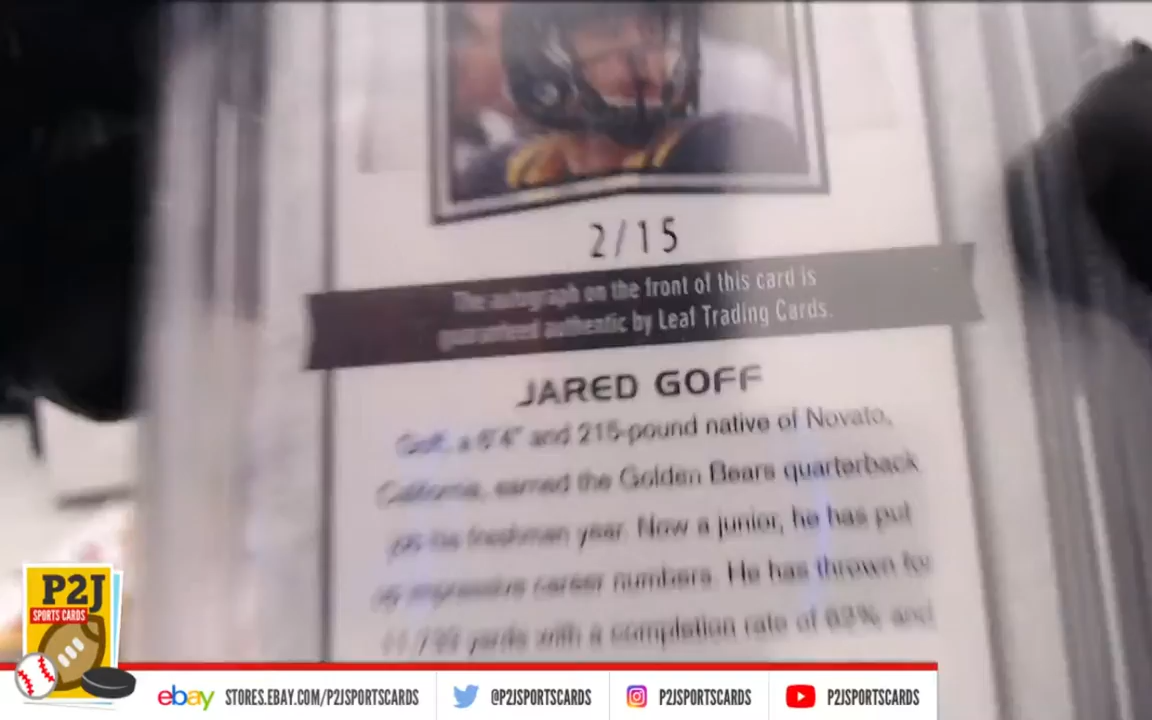 2/15
The autograph on the front of this card is
guaranteed authentic by Leaf Trading Cards.
JARED GOFF
Goff, a 6'4" and 215-pound native of Novato,
California, earned the Golden Bears quarterback
job his freshman year. Now a junior, he has put
up impressive career numbers. He has thrown for
yards with a completion rate of 62% and
P2J
SPORTS CARDS
ebay STORES.EBAY.COM/P2JSPORTSCARDS @P2JSPORTSCARDS P2JSPORTSCARDS P2JSPORTSCARDS